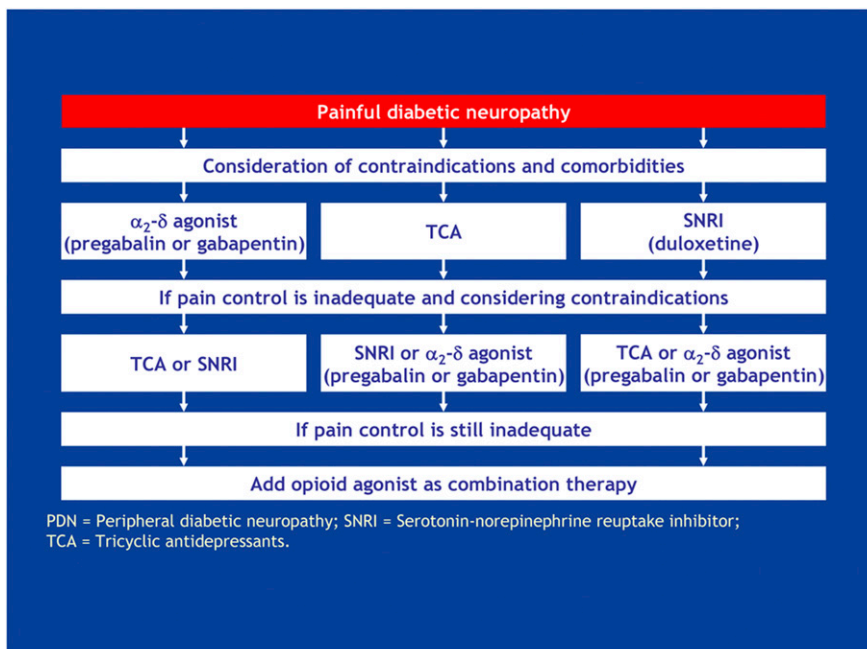 Painful diabetic neuropathy
Consideration of contraindications and comorbidities
α₂-δ agonist
(pregabalin or gabapentin)
TCA
SNRI
(duloxetine)
If pain control is inadequate and considering contraindications
TCA or SNRI
SNRI or α₂-δ agonist
(pregabalin or gabapentin)
TCA or α₂-δ agonist
(pregabalin or gabapentin)
If pain control is still inadequate
Add opioid agonist as combination therapy
PDN = Peripheral diabetic neuropathy; SNRI = Serotonin-norepinephrine reuptake inhibitor;
TCA = Tricyclic antidepressants.